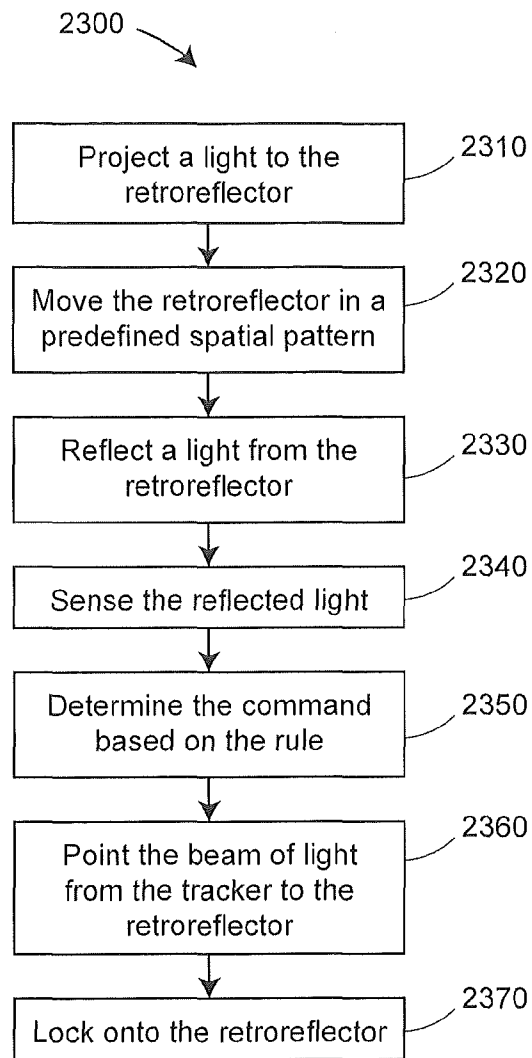 2300
Project a light to the
retroreflector
2310
Move the retroreflector in a
predefined spatial pattern
2320
Reflect a light from the
retroreflector
2330
Sense the reflected light
2340
Determine the command
based on the rule
2350
Point the beam of light
from the tracker to the
retroreflector
2360
Lock onto the retroreflector
2370